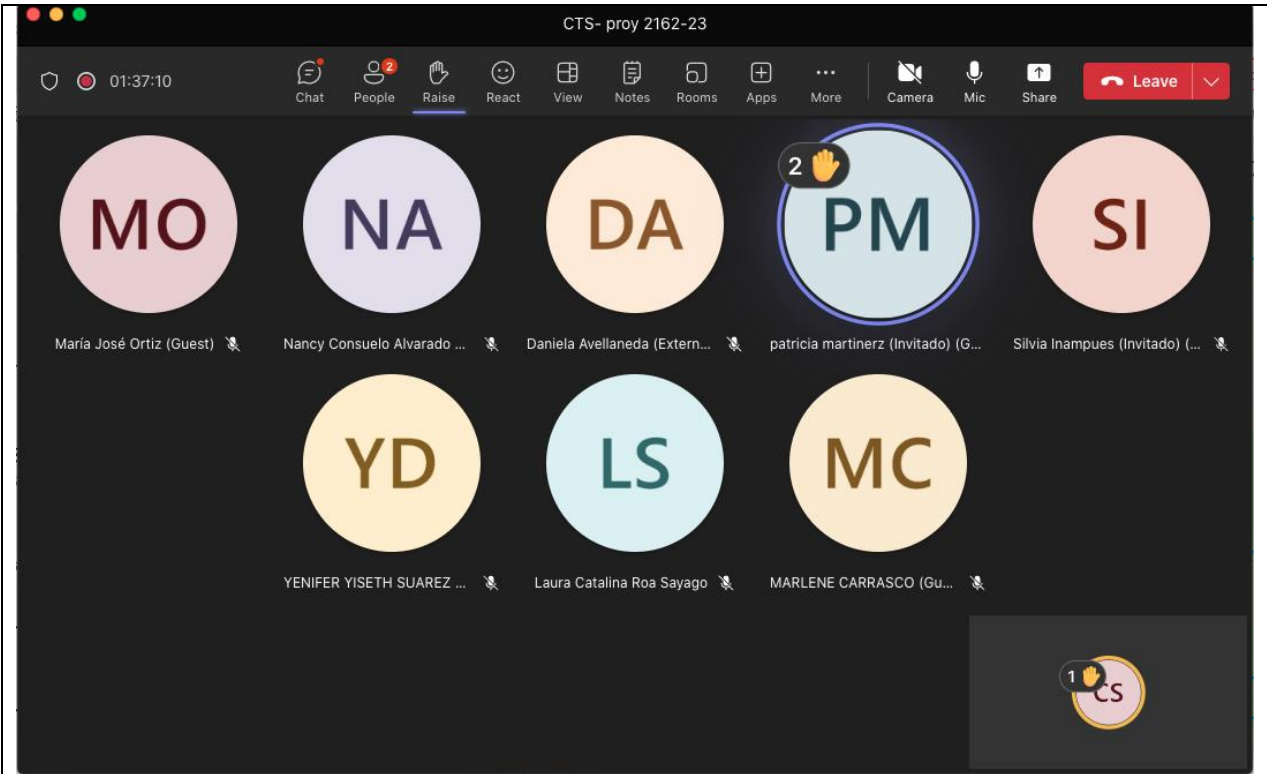 CTS- proy 2162-23
01:37:10
2
Chat People Raise React View Notes Rooms Apps More Camera Mic Share Leave
MO NA DA 2 PM SI
María José Ortiz (Guest) Nancy Consuelo Alvarado ... Daniela Avellaneda (Extern... patricia martinerz (Invitado) (G... Silvia Inampues (Invitado) (...
YD LS MC
YENIFER YISETH SUAREZ ... Laura Catalina Roa Sayago MARLENE CARRASCO (Gu...
1 CS